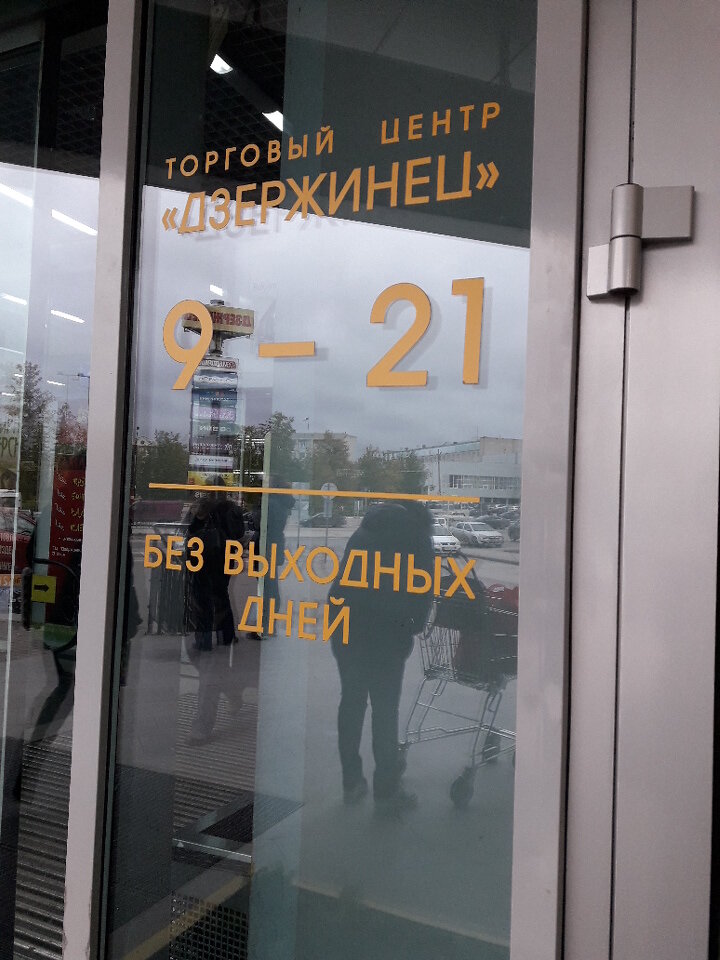 ТОРГОВЫЙ ЦЕНТР
«ДЗЕРЖИНЕЦ»
9 – 21
БЕЗ ВЫХОДНЫХ
ДНЕЙ